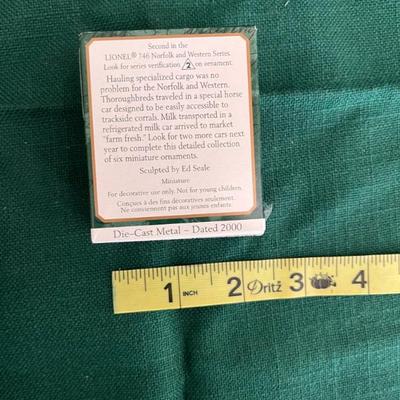 Second in the
LIONEL® 746 Norfolk and Western Series.
Look for series verification 2 on ornament.
Hauling specialized cargo was no
problem for the Norfolk and Western.
Thoroughbreds traveled in a special horse
car designed to be easily accessible to
trackside corrals. Milk transported in a
refrigerated milk car arrived to market
"farm fresh." Look for two more cars next
year to complete this detailed collection
of six miniature ornaments.
Sculpted by Ed Seale
Miniature
For decorative use only. Not for young children.
Conçues à des fins décoratives seulement.
Ne conviennent pas aux jeunes enfants.
Die-Cast Metal – Dated 2000
1 INCH 2 Dritz 3 4